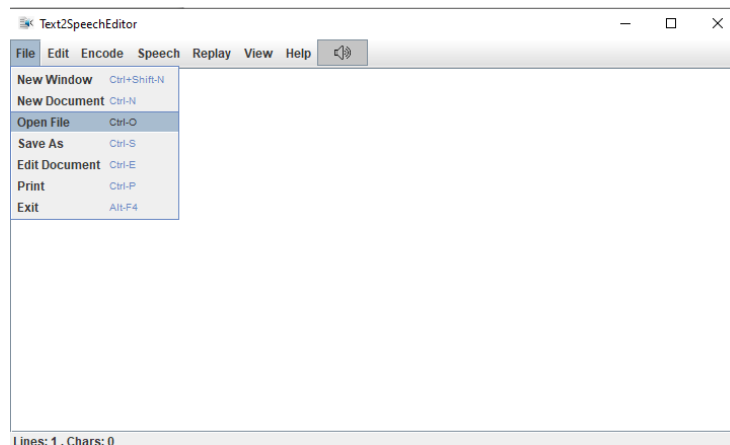 Text2SpeechEditor
File Edit Encode Speech Replay View Help
New Window Ctrl+Shift-N
New Document Ctrl-N
Open File Ctrl-O
Save As Ctrl-S
Edit Document Ctrl-E
Print Ctrl-P
Exit Alt-F4
Lines: 1 , Chars: 0